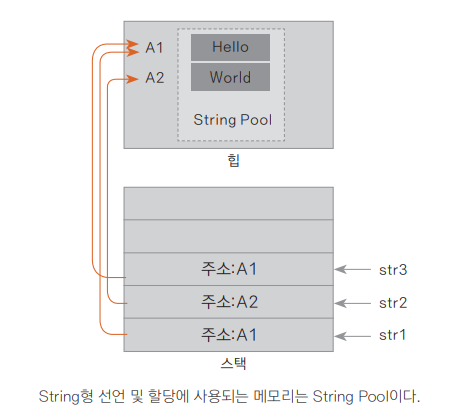 A1
Hello
A2
World
String Pool
힙
주소:A1
str3
주소:A2
str2
주소:A1
str1
스택
String형 선언 및 할당에 사용되는 메모리는 String Pool이다.